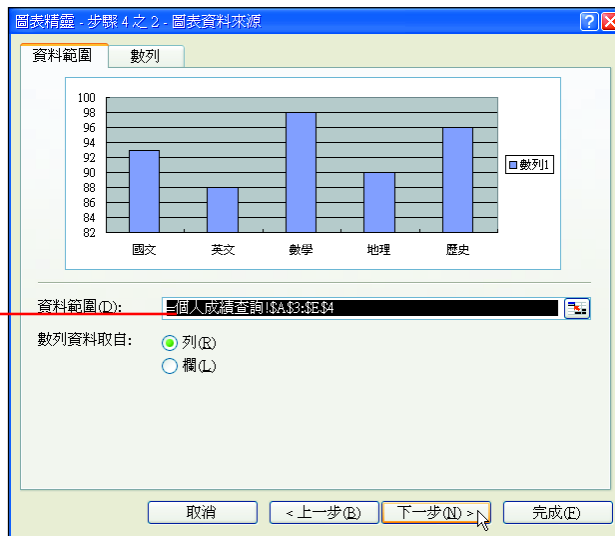 圖表精靈 - 步驟 4 之 2 - 圖表資料來源
資料範圍
數列
100
98
96
94
92
90
88
86
84
82
國文
英文
數學
地理
歷史
數列1
資料範圍(D):
=個人成績查詢!$A$3:$E$4
數列資料取自:
列(R)
欄(L)
取消
< 上一步(B)
下一步(N) >
完成(F)